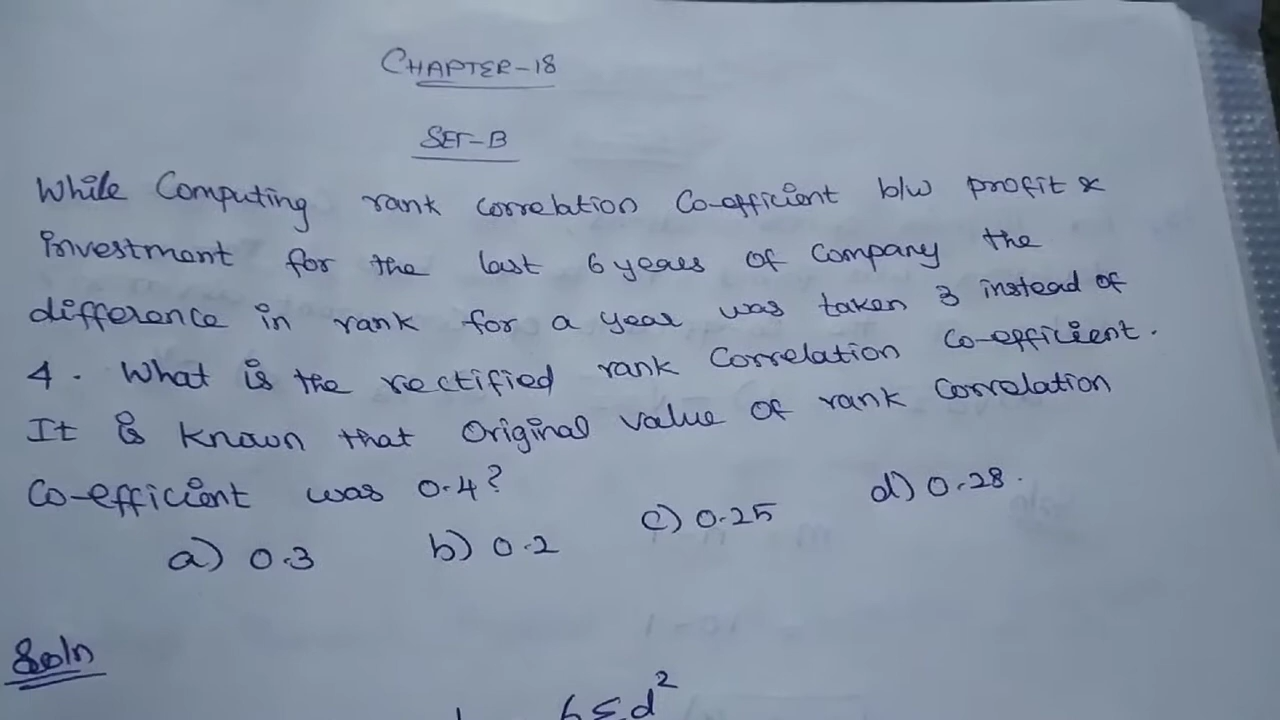 CHAPTER-18
SET-B
While Computing rank correlation Co-efficient b/w profit &
investment for the last 6 years of Company the
difference in rank for a year was taken 3 instead of
4. What is the rectified rank Correlation Co-efficient.
It is known that Original value of rank Correlation
Co-efficient was 0.4?
a) 0.3 b) 0.2 c) 0.25 d) 0.28.
Soln
6Σd²